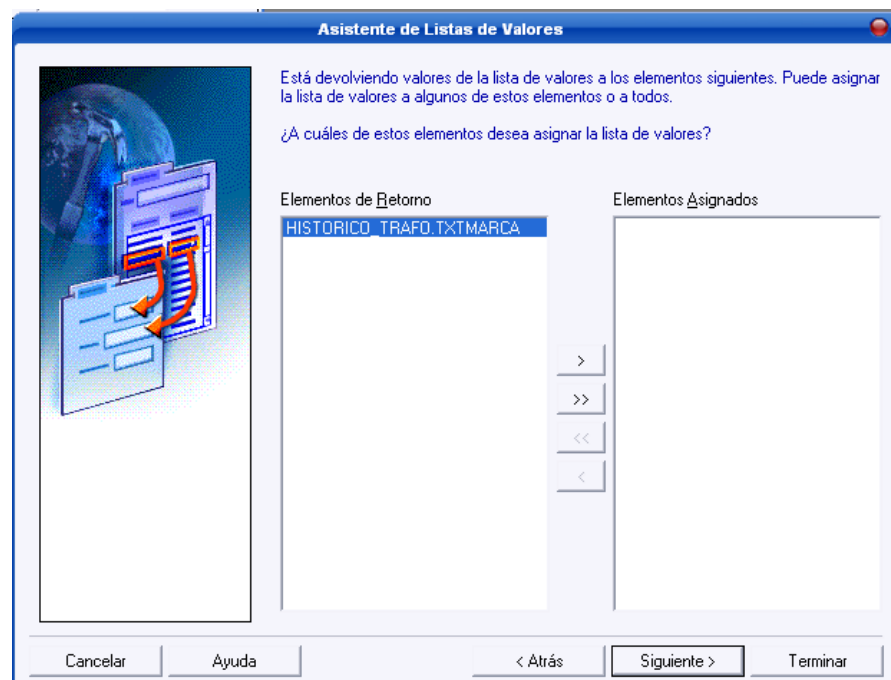 Asistente de Listas de Valores
Está devolviendo valores de la lista de valores a los elementos siguientes. Puede asignar
la lista de valores a algunos de estos elementos o a todos.
¿A cuáles de estos elementos desea asignar la lista de valores?
Elementos de Retorno
Elementos Asignados
HISTORICO_TRAFO.TXTMARCA
>
>>
<<
<
Cancelar
Ayuda
< Atrás
Siguiente >
Terminar